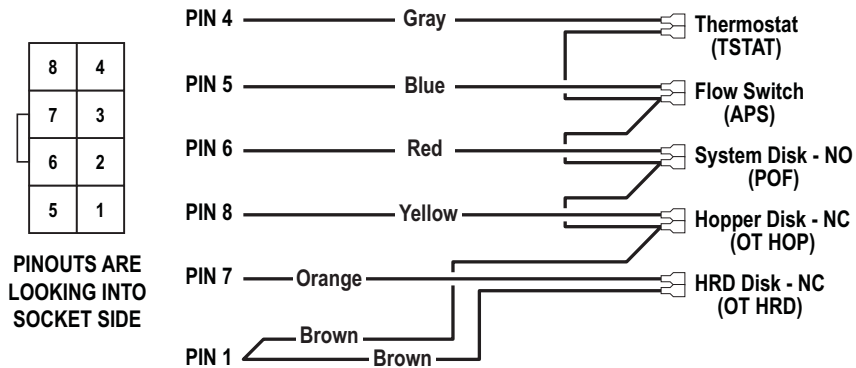 PIN 4 Gray Thermostat
(TSTAT)
8 4
PIN 5 Blue Flow Switch
(APS)
7 3
6 2
PIN 6 Red System Disk - NO
(POF)
5 1
PIN 8 Yellow Hopper Disk - NC
(OT HOP)
PINOUTS ARE
LOOKING INTO
SOCKET SIDE
PIN 7 Orange HRD Disk - NC
(OT HRD)
Brown
PIN 1 Brown